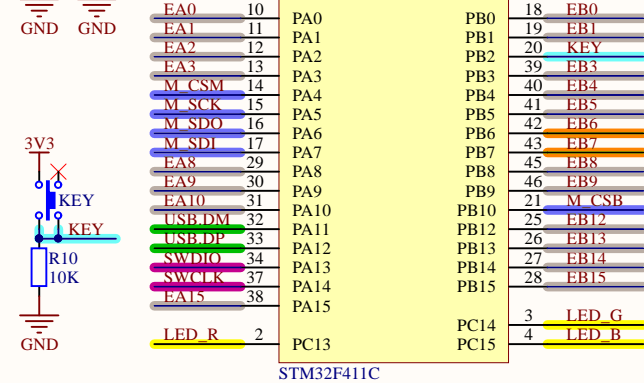 GND GND
EA0 10 PA0 PB0 18 EB0
EA1 11 PA1 PB1 19 EB1
EA2 12 PA2 PB2 20 KEY
EA3 13 PA3 PB3 39 EB3
M_CSM 14 PA4 PB4 40 EB4
M_SCK 15 PA5 PB5 41 EB5
M_SDO 16 PA6 PB6 42 EB6
M_SDI 17 PA7 PB7 43 EB7
EA8 29 PA8 PB8 45 EB8
EA9 30 PA9 PB9 46 EB9
EA10 31 PA10 PB10 21 M_CSB
USB.DM 32 PA11 PB12 25 EB12
USB.DP 33 PA12 PB13 26 EB13
SWDIO 34 PA13 PB14 27 EB14
SWCLK 37 PA14 PB15 28 EB15
EA15 38 PA15
PC14 3 LED_G
LED_R 2 PC13 PC15 4 LED_B
STM32F411C
3V3
KEY
KEY
R10
10K
GND